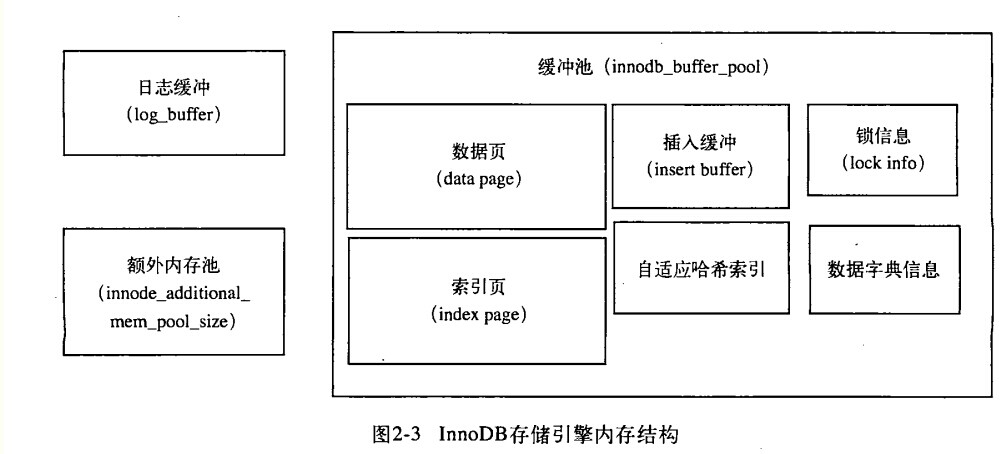 日志缓冲
(log_buffer)
额外内存池
(innode_additional_
mem_pool_size)
缓冲池 (innodb_buffer_pool)
数据页
(data page)
索引页
(index page)
插入缓冲
(insert buffer)
自适应哈希索引
锁信息
(lock info)
数据字典信息
图2-3 InnoDB存储引擎内存结构